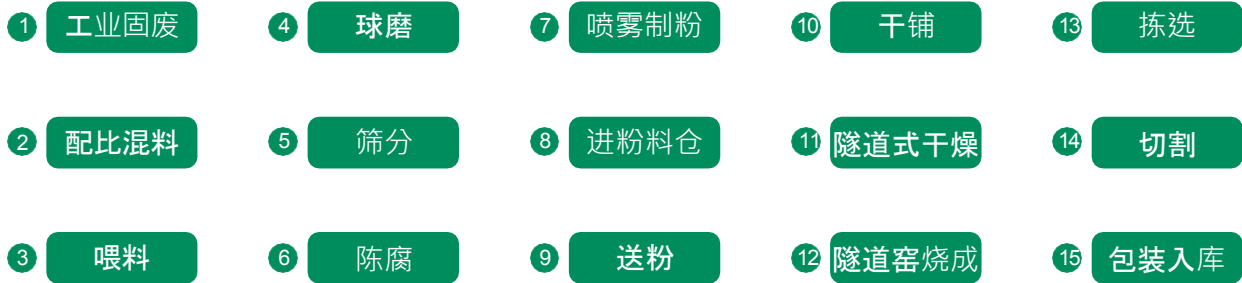 1 工业固废
2 配比混料
3 喂料
4 球磨
5 筛分
6 陈腐
7 喷雾制粉
8 进粉料仓
9 送粉
10 干铺
11 隧道式干燥
12 隧道窑烧成
13 拣选
14 切割
15 包装入库